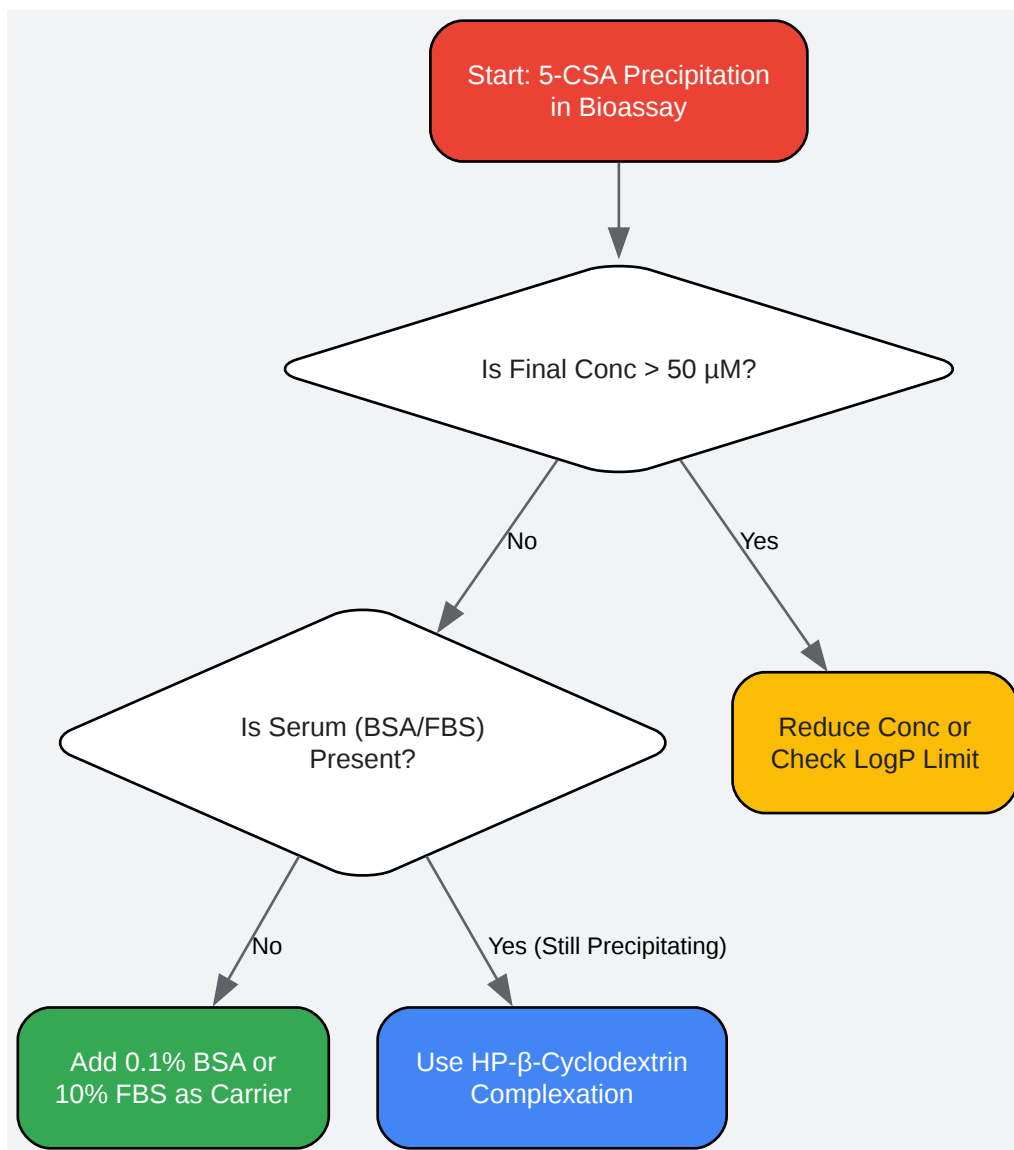 Start: 5-CSA Precipitation
in Bioassay
Is Final Conc > 50 µM?
No
Yes
Is Serum (BSA/FBS)
Present?
Reduce Conc or
Check LogP Limit
No
Yes (Still Precipitating)
Add 0.1% BSA or
10% FBS as Carrier
Use HP-β-Cyclodextrin
Complexation